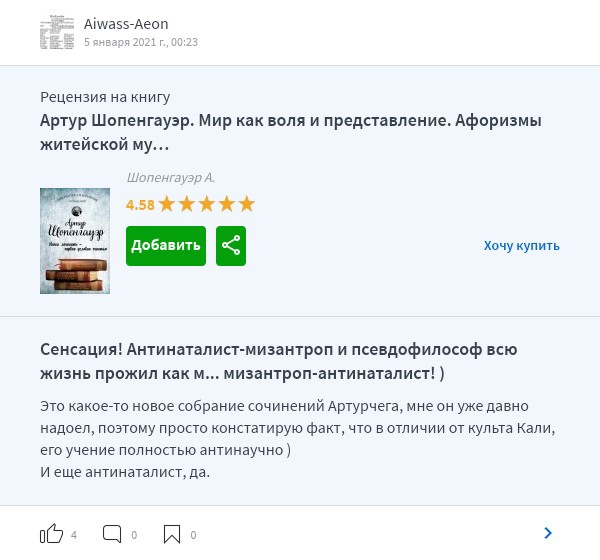 Aiwass-Aeon
5 января 2021 г., 00:23
Рецензия на книгу
Артур Шопенгауэр. Мир как воля и представление. Афоризмы
житейской му…
Шопенгауэр А.
4.58
Артур
Шопенгауэр
Добавить
Хочу купить
Сенсация! Антинаталист-мизантроп и псевдофилософ всю
жизнь прожил как м... мизантроп-антинаталист! )
Это какое-то новое собрание сочинений Артурчега, мне он уже давно
надоел, поэтому просто констатирую факт, что в отличии от культа Кали,
его учение полностью антинаучно )
И еще антинаталист, да.
4
0
0